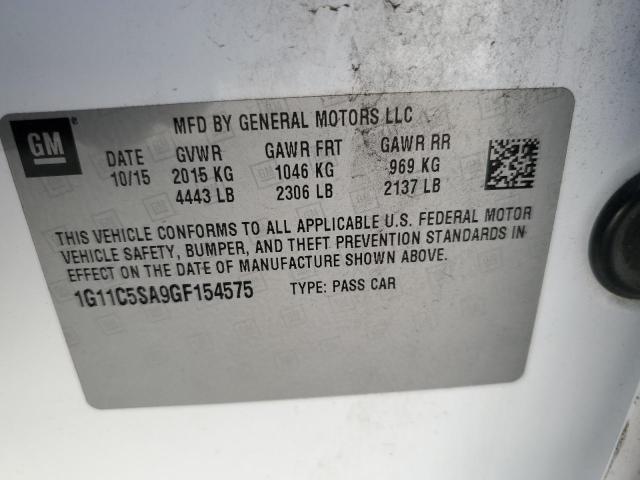 GM ®
MFD BY GENERAL MOTORS LLC
DATE GVWR GAWR FRT GAWR RR
10/15 2015 KG 1046 KG 969 KG
4443 LB 2306 LB 2137 LB
THIS VEHICLE CONFORMS TO ALL APPLICABLE U.S. FEDERAL MOTOR
VEHICLE SAFETY, BUMPER, AND THEFT PREVENTION STANDARDS IN
EFFECT ON THE DATE OF MANUFACTURE SHOWN ABOVE.
1G11C5SA9GF154575 TYPE: PASS CAR